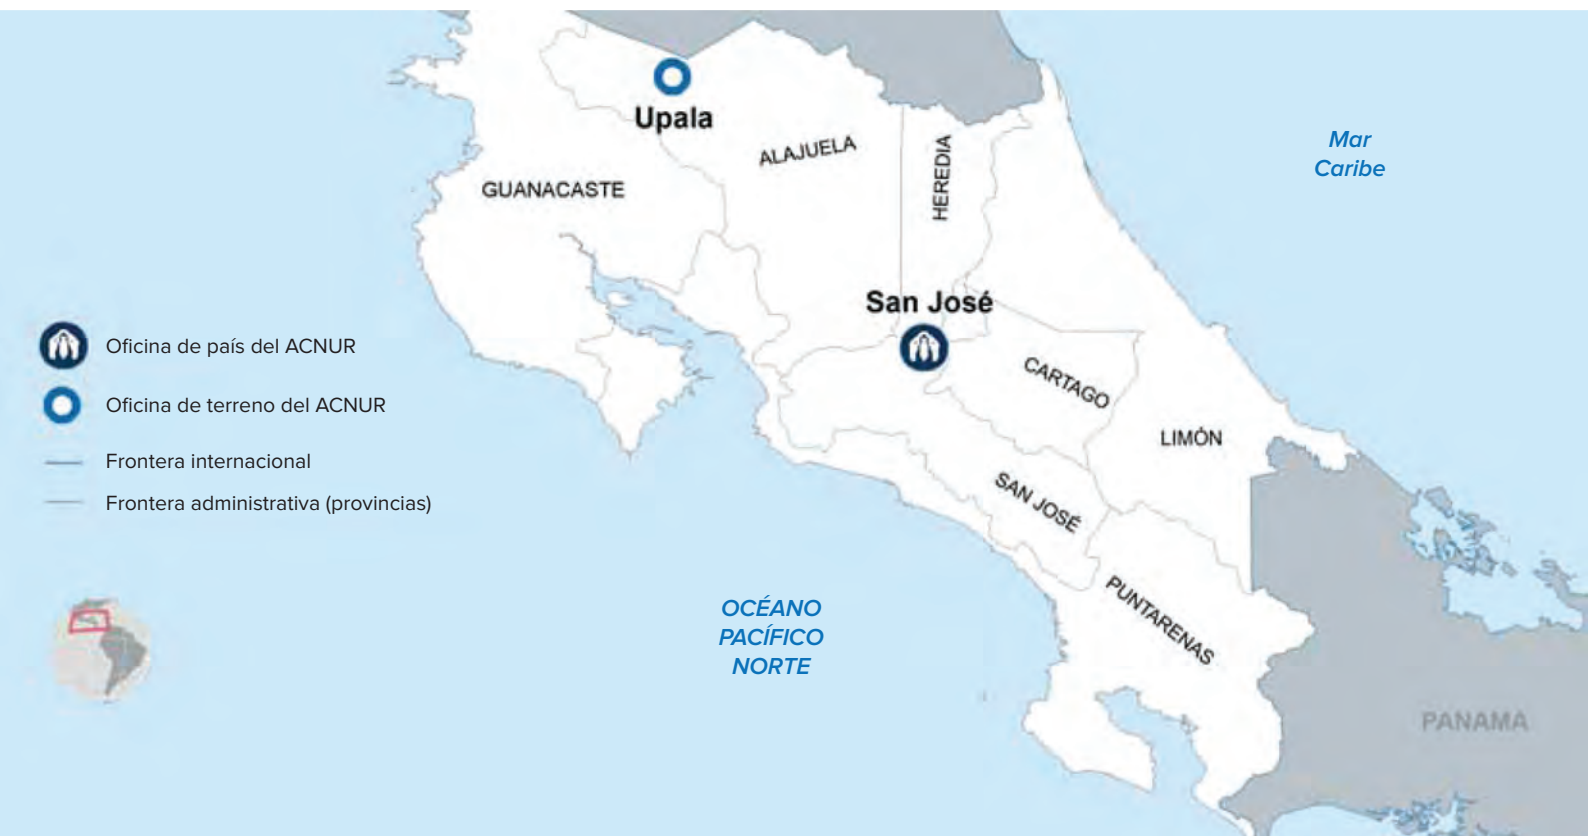 Upala
ALAJUELA
HEREDIA
GUANACASTE
Mar
Caribe
San José
CARTAGO
LIMÓN
SAN JOSÉ
PUNTARENAS
PANAMA
OCÉANO
PACÍFICO
NORTE
Oficina de país del ACNUR
Oficina de terreno del ACNUR
Frontera internacional
Frontera administrativa (provincias)